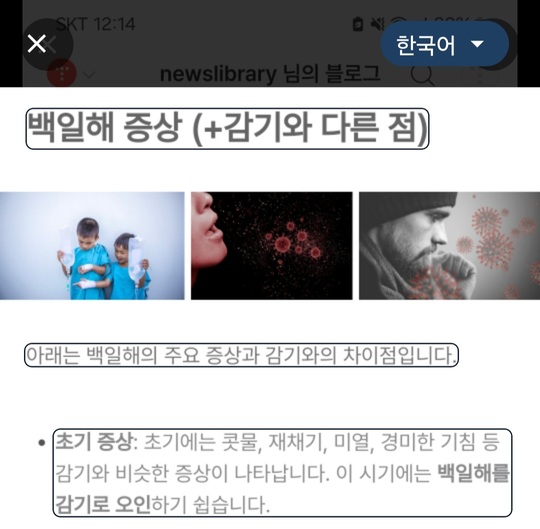 SKT 12:14
한국어
newslibrary 님의 블로그
백일해 증상 (+감기와 다른 점)
아래는 백일해의 주요 증상과 감기와의 차이점입니다.
• 초기 증상: 초기에는 콧물, 재채기, 미열, 경미한 기침 등
감기와 비슷한 증상이 나타납니다. 이 시기에는 백일해를
감기로 오인하기 쉽습니다.